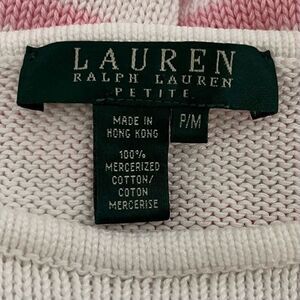 LAUREN
RALPH LAUREN
PETITE
MADE IN
HONG KONG
P/M
100%
MERCERIZED
COTTON/
COTON
MERCERISE